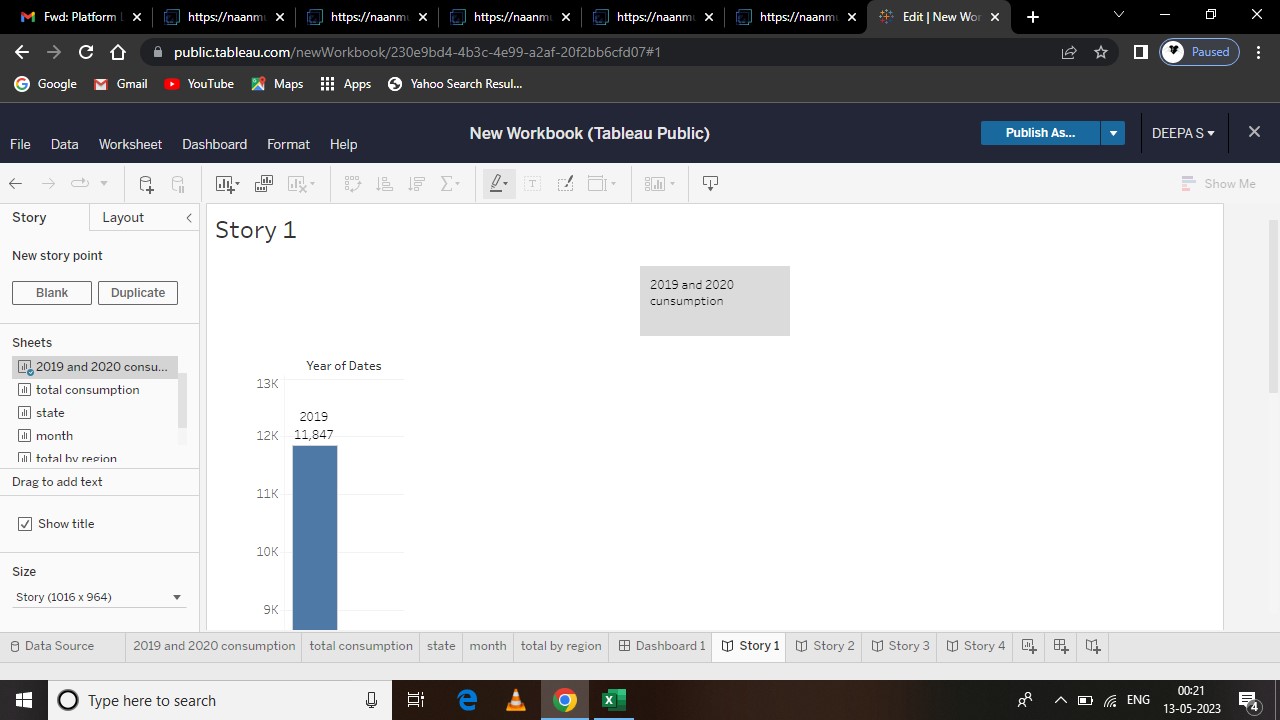 Fwd: Platform
https://naanmu
https://naanmu
https://naanmu
https://naanmu
https://naanmu
Edit | New Wor
public.tableau.com/newWorkbook/230e9bd4-4b3c-4e99-a2af-20f2bb6cfd07#1
Paused
Google
Gmail
YouTube
Maps
Apps
Yahoo Search Resul...
New Workbook (Tableau Public)
Publish As...
DEEPA S
File Data Worksheet Dashboard Format Help
Show Me
Story
Layout
New story point
Blank
Duplicate
Sheets
2019 and 2020 consu...
total consumption
state
month
total by region
Drag to add text
Show title
Size
Story (1016 x 964)
Story 1
2019 and 2020
cunsumption
Year of Dates
13K
2019
11,847
12K
11K
10K
9K
Data Source
2019 and 2020 consumption
total consumption
state
month
total by region
Dashboard 1
Story 1
Story 2
Story 3
Story 4
Type here to search
ENG
00:21
13-05-2023
4